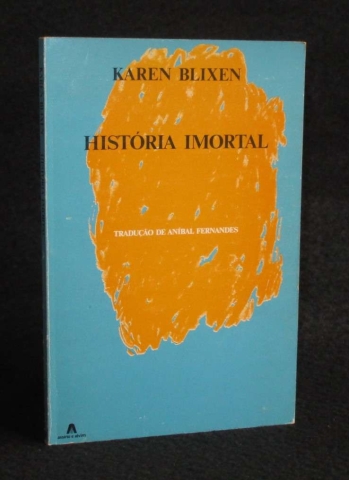 KAREN BLIXEN
HISTÓRIA IMORTAL
TRADUÇÃO DE ANÍBAL FERNANDES